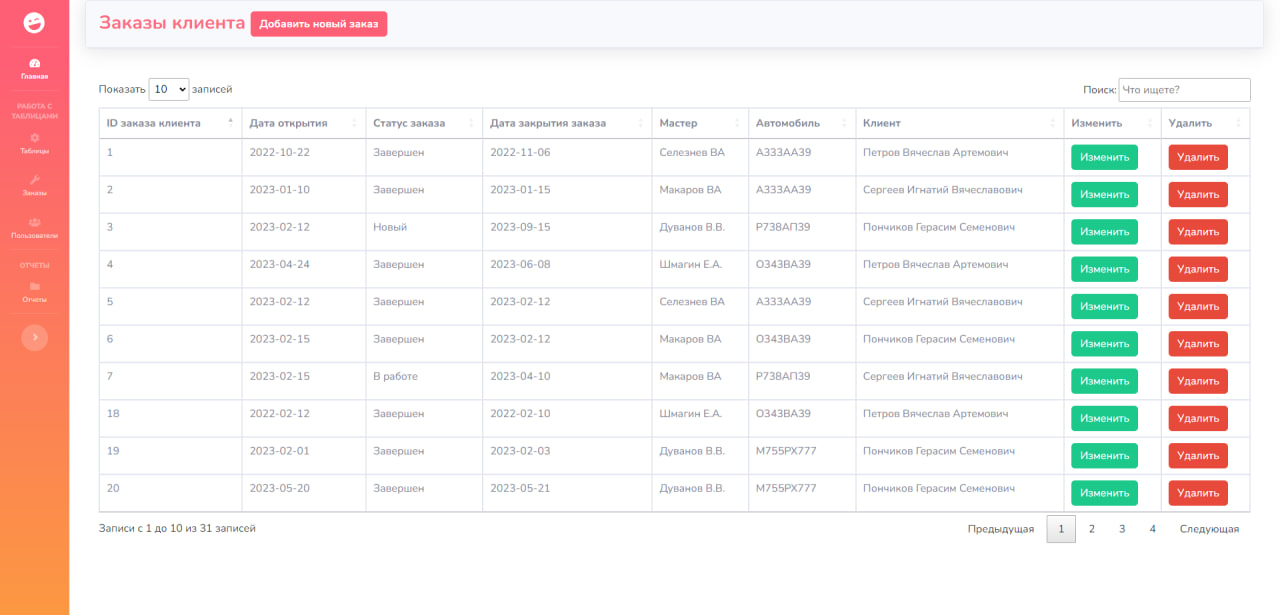 Заказы клиента Добавить новый заказ
Главная
РАБОТА С
ТАБЛИЦАМИ
Таблицы
Заказы
Пользователи
ОТЧЕТЫ
Отчеты
Показать 10 записей Поиск: Что ищете?
ID заказа клиента Дата открытия Статус заказа Дата закрытия заказа Мастер Автомобиль Клиент Изменить Удалить
1 2022-10-22 Завершен 2022-11-06 Селезнев ВА А333АА39 Петров Вячеслав Артемович Изменить Удалить
2 2023-01-10 Завершен 2023-01-15 Макаров ВА А333АА39 Сергеев Игнатий Вячеславович Изменить Удалить
3 2023-02-12 Новый 2023-09-15 Дуванов В.В. Р738АП39 Пончиков Герасим Семенович Изменить Удалить
4 2023-04-24 Завершен 2023-06-08 Шмагин Е.А. О343ВА39 Петров Вячеслав Артемович Изменить Удалить
5 2023-02-12 Завершен 2023-02-12 Селезнев ВА А333АА39 Сергеев Игнатий Вячеславович Изменить Удалить
6 2023-02-15 Завершен 2023-02-12 Макаров ВА О343ВА39 Пончиков Герасим Семенович Изменить Удалить
7 2023-02-15 В работе 2023-04-10 Макаров ВА Р738АП39 Сергеев Игнатий Вячеславович Изменить Удалить
18 2022-02-12 Завершен 2022-02-10 Шмагин Е.А. О343ВА39 Петров Вячеслав Артемович Изменить Удалить
19 2023-02-01 Завершен 2023-02-03 Дуванов В.В. М755РХ777 Пончиков Герасим Семенович Изменить Удалить
20 2023-05-20 Завершен 2023-05-21 Дуванов В.В. М755РХ777 Пончиков Герасим Семенович Изменить Удалить
Записи с 1 до 10 из 31 записей Предыдущая 1 2 3 4 Следующая